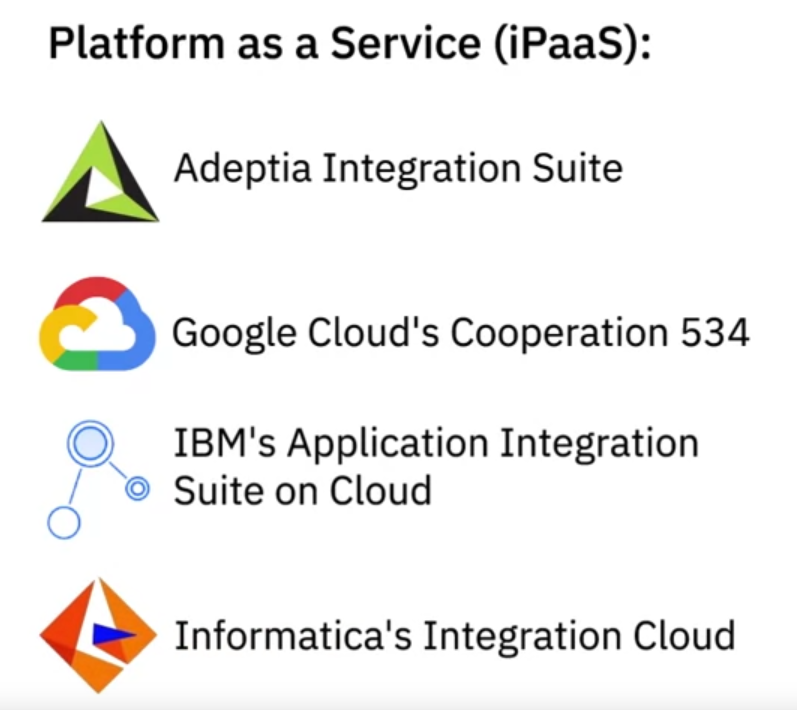 Platform as a Service (iPaaS):
Adeptia Integration Suite
Google Cloud's Cooperation 534
IBM's Application Integration
Suite on Cloud
Informatica's Integration Cloud